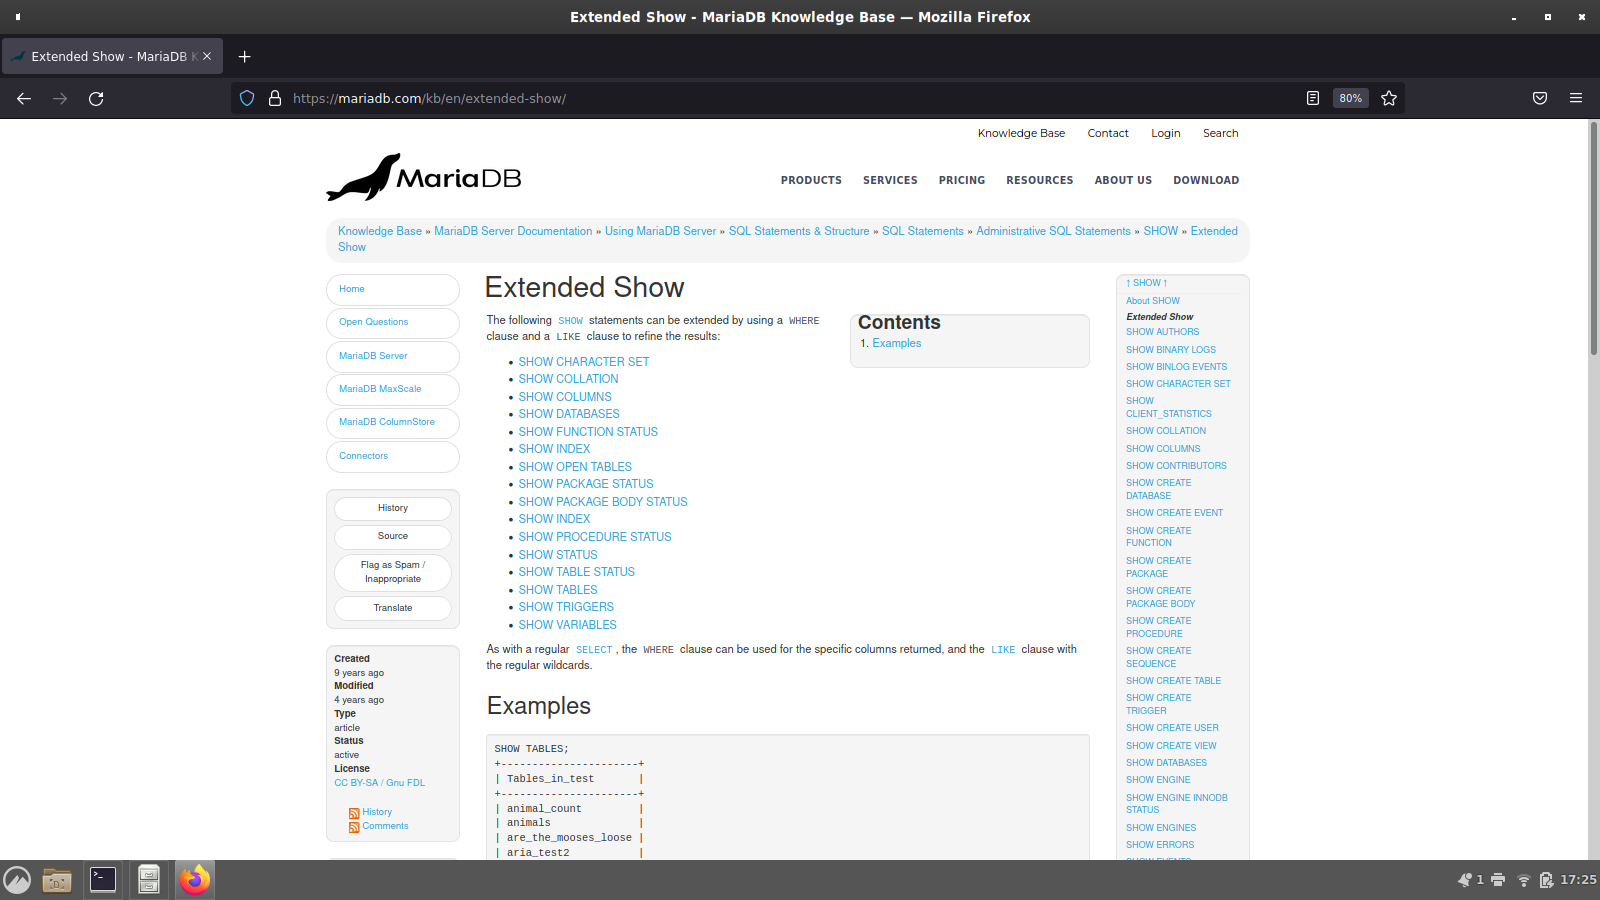 Extended Show - MariaDB Knowledge Base — Mozilla Firefox
Extended Show - MariaDB K
https://mariadb.com/kb/en/extended-show/
80%
Knowledge Base Contact Login Search
MariaDB
PRODUCTS SERVICES PRICING RESOURCES ABOUT US DOWNLOAD
Knowledge Base » MariaDB Server Documentation » Using MariaDB Server » SQL Statements & Structure » SQL Statements » Administrative SQL Statements » SHOW » Extended
Show
Home
Open Questions
MariaDB Server
MariaDB MaxScale
MariaDB ColumnStore
Connectors
History
Source
Flag as Spam /
Inappropriate
Translate
Created
9 years ago
Modified
4 years ago
Type
article
Status
active
License
CC BY-SA / Gnu FDL
History
Comments
Extended Show
The following SHOW statements can be extended by using a WHERE
clause and a LIKE clause to refine the results:
Contents
1. Examples
• SHOW CHARACTER SET
• SHOW COLLATION
• SHOW COLUMNS
• SHOW DATABASES
• SHOW FUNCTION STATUS
• SHOW INDEX
• SHOW OPEN TABLES
• SHOW PACKAGE STATUS
• SHOW PACKAGE BODY STATUS
• SHOW INDEX
• SHOW PROCEDURE STATUS
• SHOW STATUS
• SHOW TABLE STATUS
• SHOW TABLES
• SHOW TRIGGERS
• SHOW VARIABLES
As with a regular SELECT, the WHERE clause can be used for the specific columns returned, and the LIKE clause with
the regular wildcards.
Examples
SHOW TABLES;
+----------------------+
| Tables_in_test       |
+----------------------+
| animal_count         |
| animals              |
| are_the_mooses_loose |
| aria_test2           |
↑ SHOW ↑
About SHOW
Extended Show
SHOW AUTHORS
SHOW BINARY LOGS
SHOW BINLOG EVENTS
SHOW CHARACTER SET
SHOW
CLIENT_STATISTICS
SHOW COLLATION
SHOW COLUMNS
SHOW CONTRIBUTORS
SHOW CREATE
DATABASE
SHOW CREATE EVENT
SHOW CREATE
FUNCTION
SHOW CREATE
PACKAGE
SHOW CREATE
PACKAGE BODY
SHOW CREATE
PROCEDURE
SHOW CREATE
SEQUENCE
SHOW CREATE TABLE
SHOW CREATE
TRIGGER
SHOW CREATE USER
SHOW CREATE VIEW
SHOW DATABASES
SHOW ENGINE
SHOW ENGINE INNODB
STATUS
SHOW ENGINES
SHOW ERRORS
SHOW EVENTS
1 17:25